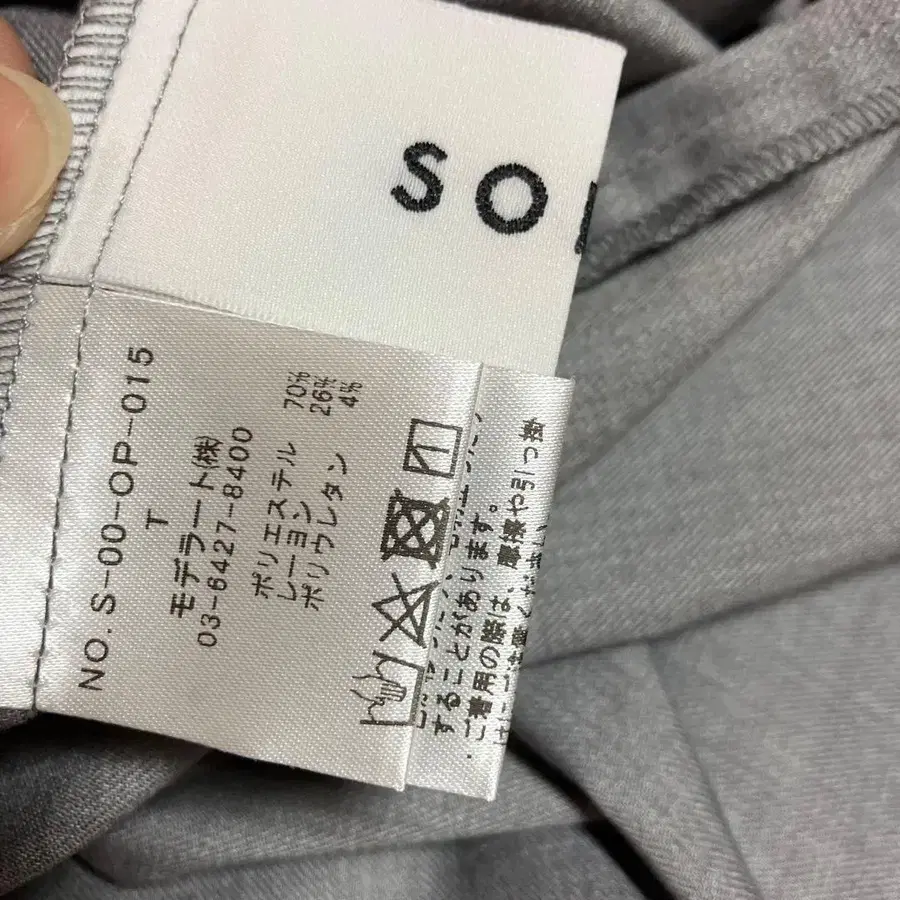 SO
NO. S-00-OP-015
T
モデラート(株)
03-6427-8400
ポリエステル 70%
レーヨン 26%
ポリウレタン 4%
することがあります。
・ご着用の際は、摩擦や引っ掛